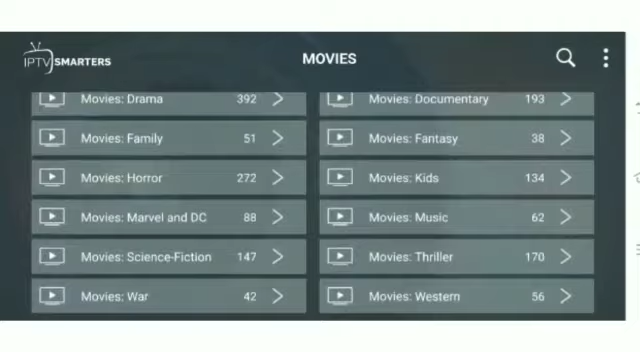 IPTV SMARTERS
MOVIES
Movies: Drama 392
Movies: Documentary 193
Movies: Family 51
Movies: Fantasy 38
Movies: Horror 272
Movies: Kids 134
Movies: Marvel and DC 88
Movies: Music 62
Movies: Science-Fiction 147
Movies: Thriller 170
Movies: War 42
Movies: Western 56